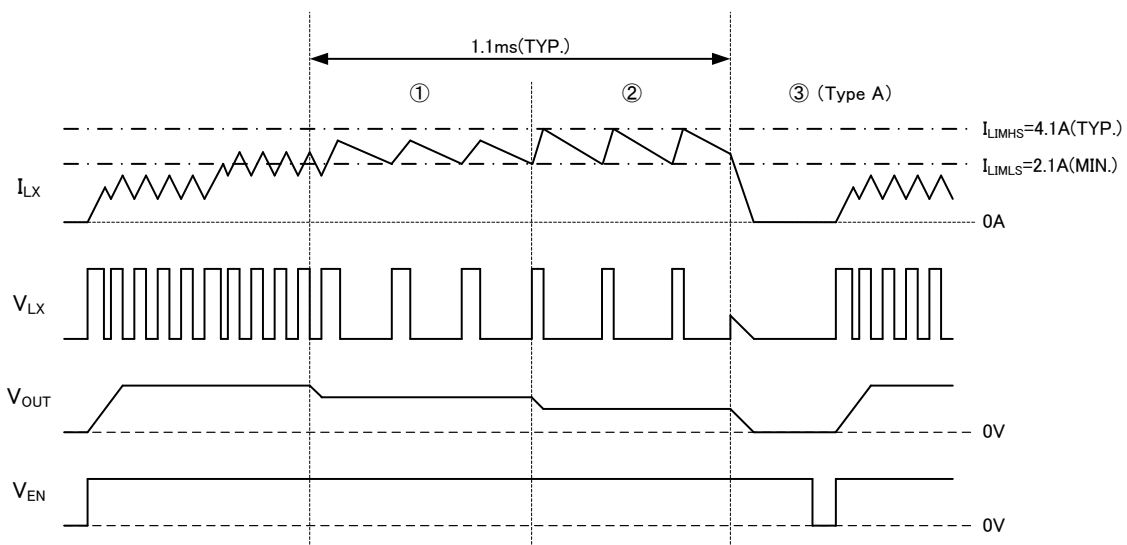 1.1ms(TYP.)
① ② ③ (Type A)
ILIMHS=4.1A(TYP.)
ILIMLS=2.1A(MIN.)
ILX
0A
VLX
VOUT
0V
VEN
0V